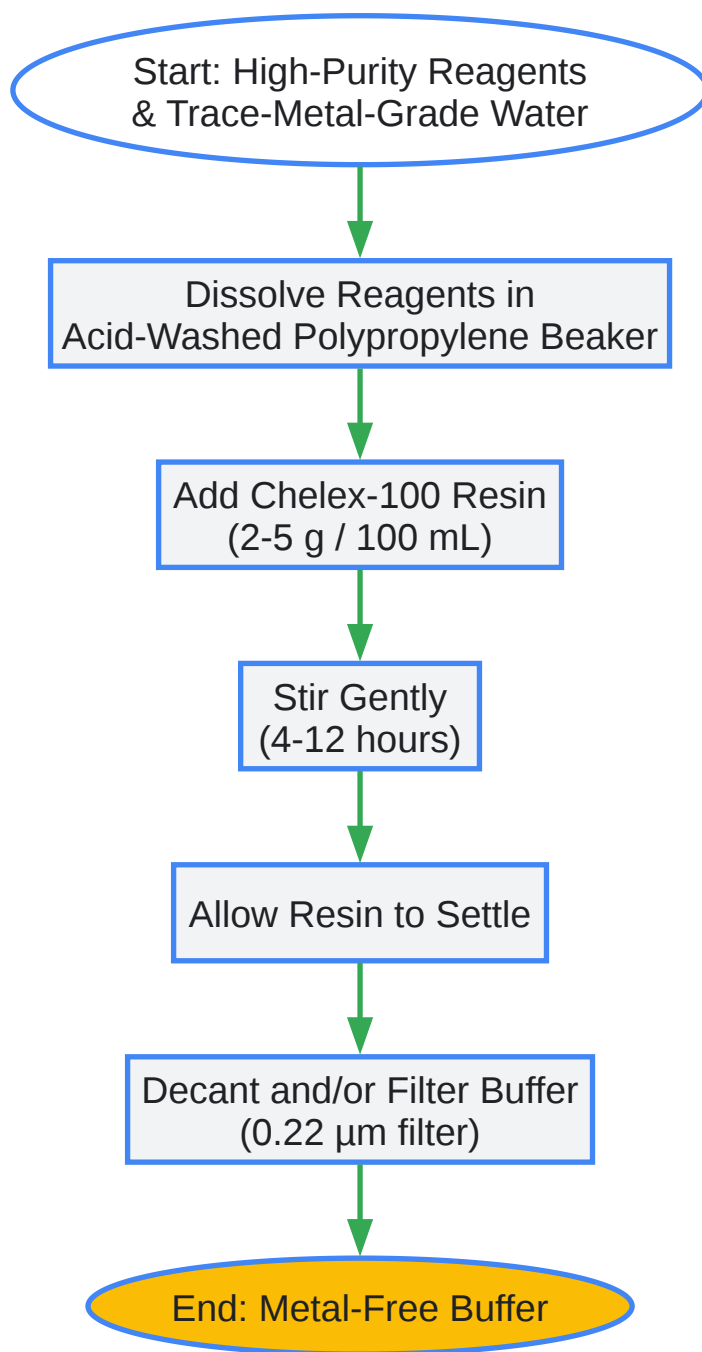 Start: High-Purity Reagents
& Trace-Metal-Grade Water
Dissolve Reagents in
Acid-Washed Polypropylene Beaker
Add Chelex-100 Resin
(2-5 g / 100 mL)
Stir Gently
(4-12 hours)
Allow Resin to Settle
Decant and/or Filter Buffer
(0.22 µm filter)
End: Metal-Free Buffer